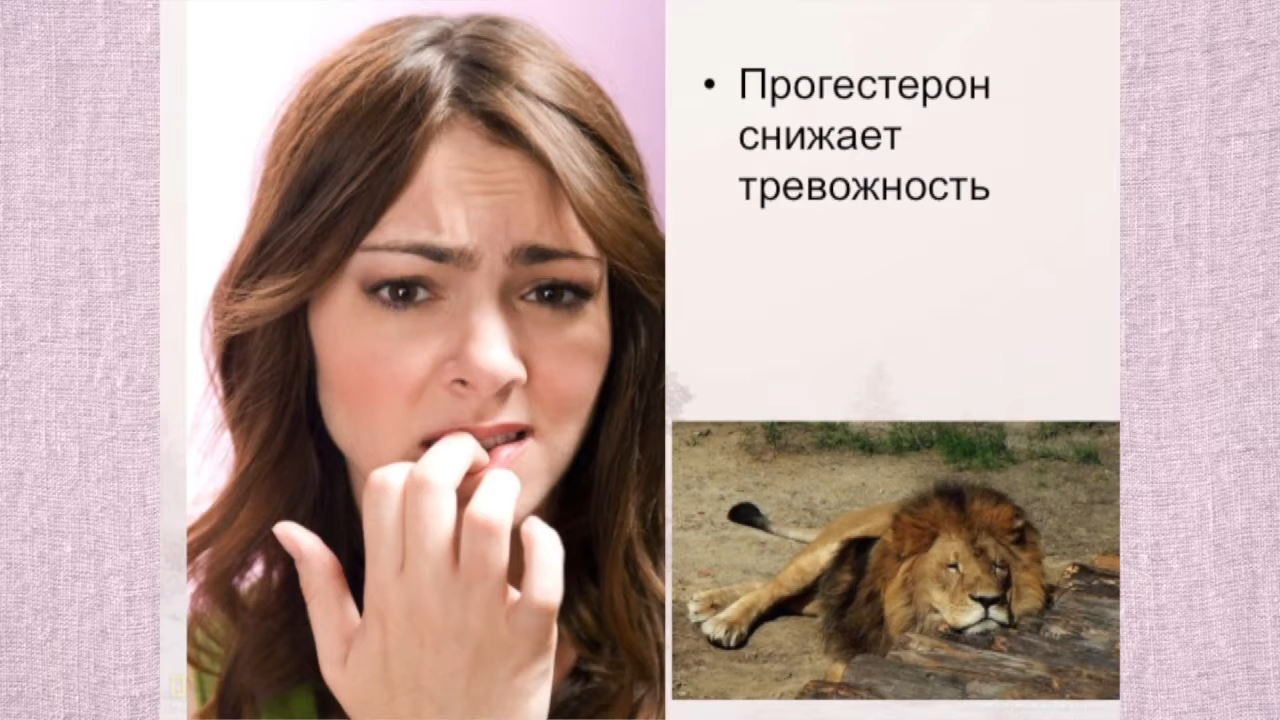 • Прогестерон
снижает
тревожность